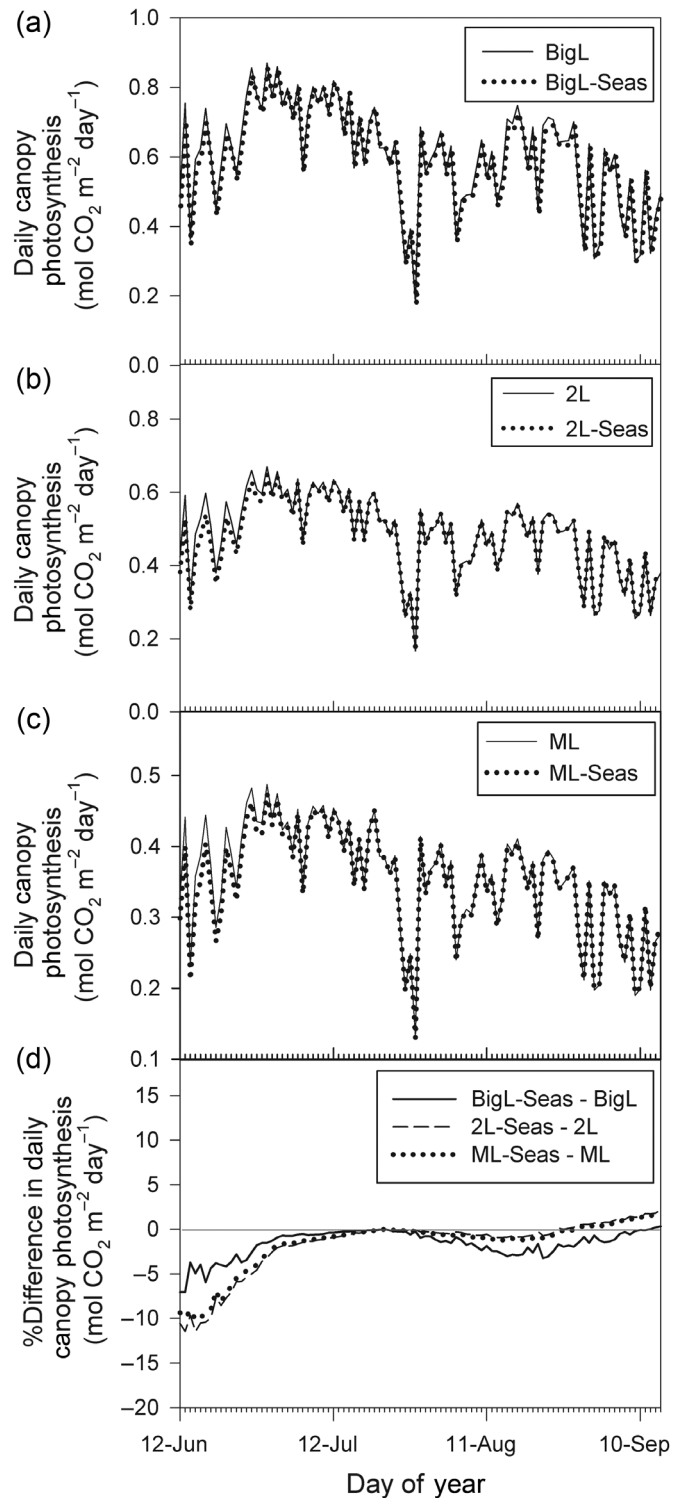 (a)
1.0
0.8
0.6
0.4
0.2
0.0
Daily canopy
photosynthesis
(mol CO₂ m⁻² day⁻¹)
BigL
BigL-Seas
(b)
0.8
0.6
0.4
0.2
0.0
Daily canopy
photosynthesis
(mol CO₂ m⁻² day⁻¹)
2L
2L-Seas
(c)
0.5
0.4
0.3
0.2
0.1
Daily canopy
photosynthesis
(mol CO₂ m⁻² day⁻¹)
ML
ML-Seas
(d)
15
10
5
0
−5
−10
−15
−20
%Difference in daily
canopy photosynthesis
(mol CO₂ m⁻² day⁻¹)
BigL-Seas - BigL
2L-Seas - 2L
ML-Seas - ML
12-Jun
12-Jul
11-Aug
10-Sep
Day of year